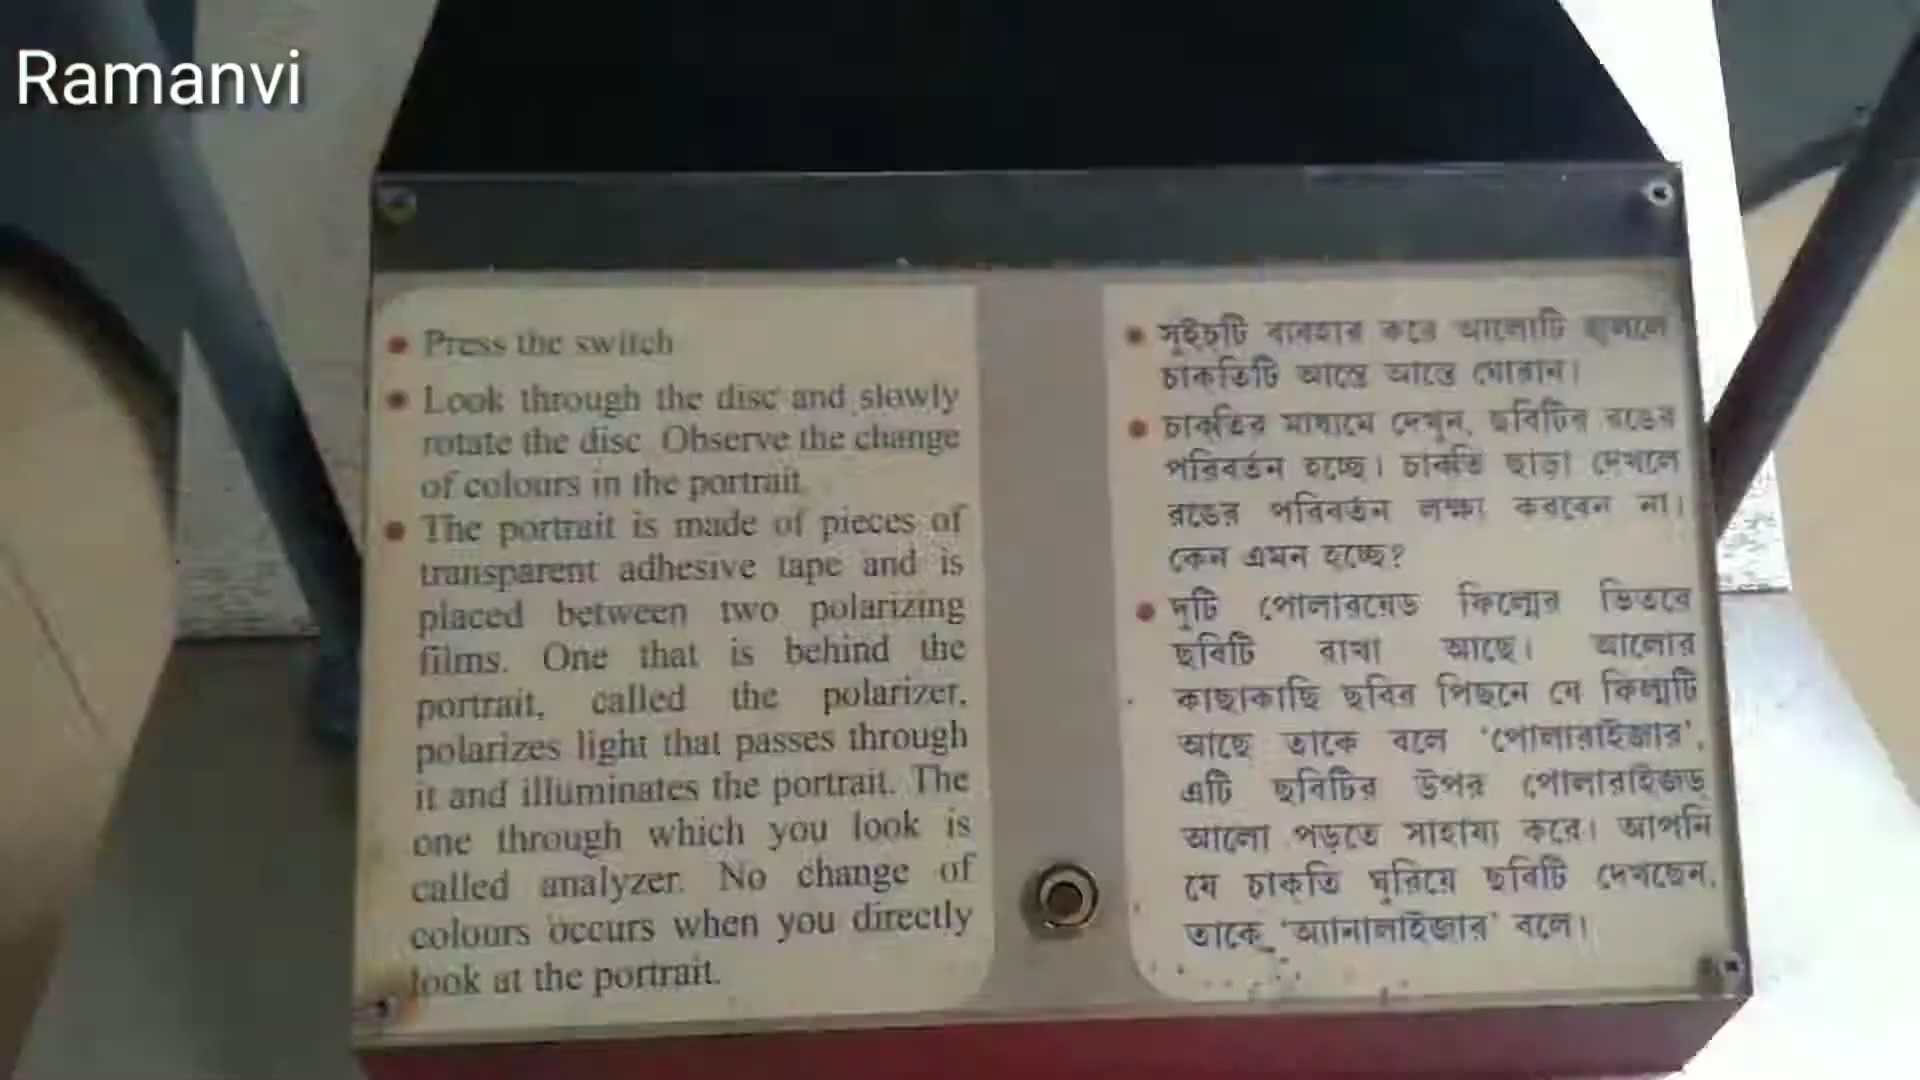 Ramanvi
• Press the switch
• Look through the disc and slowly
rotate the disc. Observe the change
of colours in the portrait.
• The portrait is made of pieces of
transparent adhesive tape and is
placed between two polarizing
films. One that is behind the
portrait, called the polarizer,
polarizes light that passes through
it and illuminates the portrait. The
one through which you look is
called analyzer. No change of
colours occurs when you directly
look at the portrait.
• সুইচটি ব্যবহার করে আলোটি জ্বললে
চাকতিটি আস্তে আস্তে ঘোরান।
• চাকতির মাধ্যমে দেখুন, ছবিটির রঙের
পরিবর্তন হচ্ছে। চাকতি ছাড়া দেখলে
রঙের পরিবর্তন লক্ষ্য করবেন না।
কেন এমন হচ্ছে?
• দুটি পোলারয়েড ফিল্মের ভিতরে
ছবিটি রাখা আছে। আলোর
কাছাকাছি ছবির পিছনে যে ফিল্মটি
আছে তাকে বলে 'পোলারাইজার',
এটি ছবিটির উপর পোলারাইজড
আলো পড়তে সাহায্য করে। আপনি
যে চাকতি ঘুরিয়ে ছবিটি দেখছেন,
তাকে 'অ্যানালাইজার' বলে।